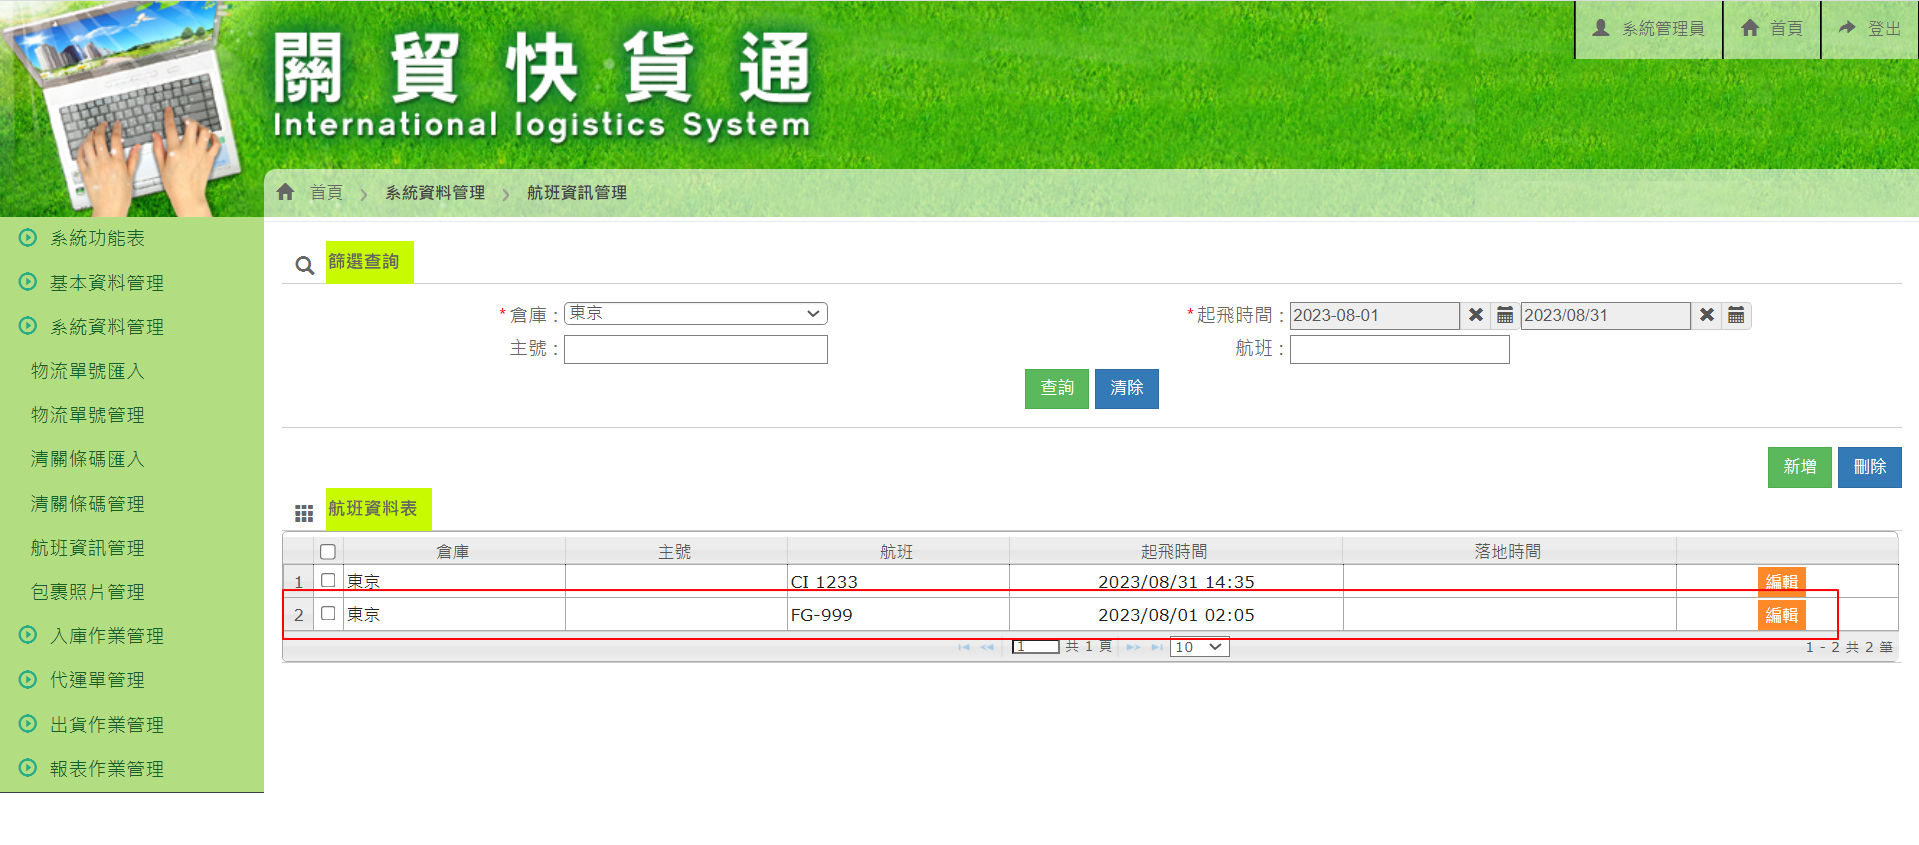 關貿快貨通
International logistics System
系統管理員 首頁 登出
首頁 > 系統資料管理 > 航班資訊管理
系統功能表
基本資料管理
系統資料管理
物流單號匯入
物流單號管理
清關條碼匯入
清關條碼管理
航班資訊管理
包裹照片管理
入庫作業管理
代運單管理
出貨作業管理
報表作業管理
篩選查詢
*倉庫： 東京 *起飛時間： 2023-08-01 2023/08/31
主號： 航班：
查詢 清除
新增 刪除
航班資料表
倉庫 主號 航班 起飛時間 落地時間
1 東京 CI 1233 2023/08/31 14:35 編輯
2 東京 FG-999 2023/08/01 02:05 編輯
1 共 1 頁 10 1 - 2 共 2 筆